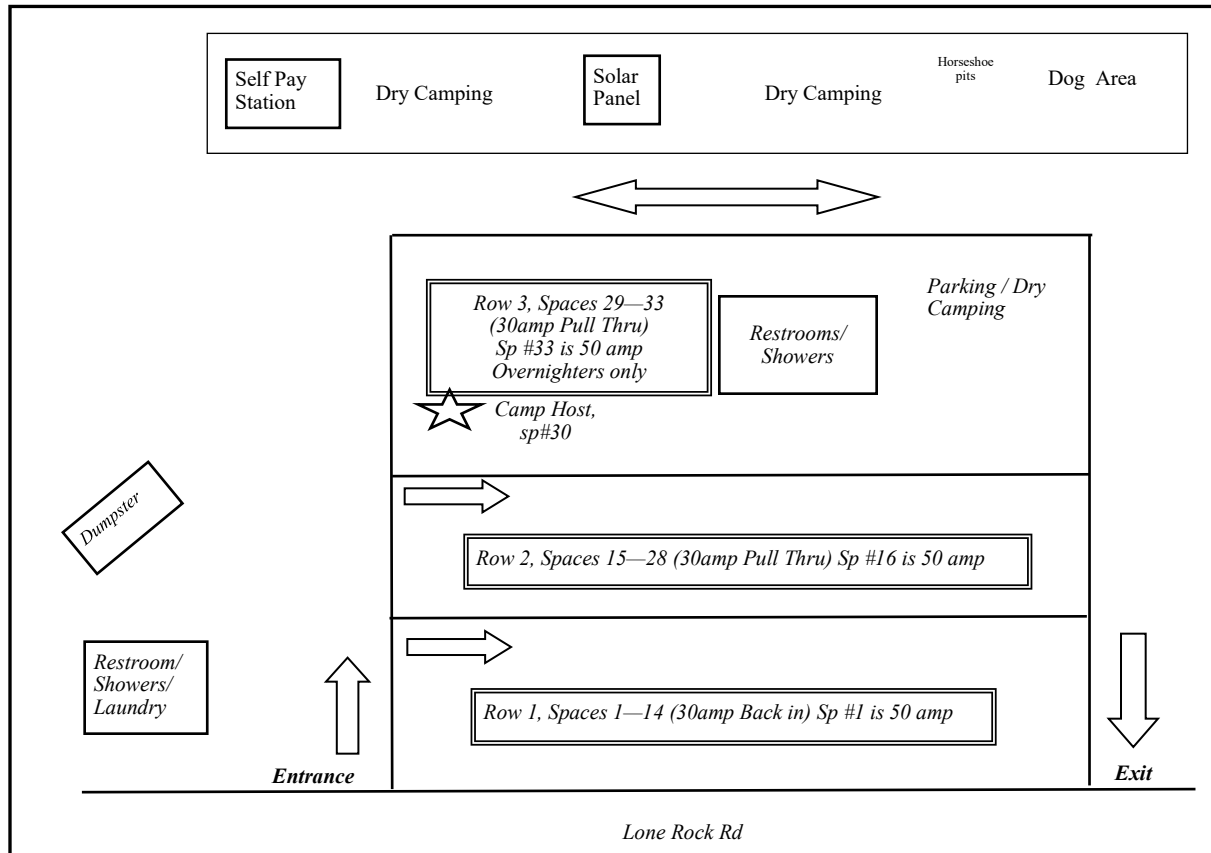 Self Pay
Station
Dry Camping
Solar
Panel
Dry Camping
Horseshoe
pits
Dog Area
Row 3, Spaces 29—33
(30amp Pull Thru)
Sp #33 is 50 amp
Overnighters only
Restrooms/
Showers
Parking / Dry
Camping
Camp Host,
sp#30
Dumpster
Row 2, Spaces 15—28 (30amp Pull Thru) Sp #16 is 50 amp
Restroom/
Showers/
Laundry
Row 1, Spaces 1—14 (30amp Back in) Sp #1 is 50 amp
Entrance
Exit
Lone Rock Rd